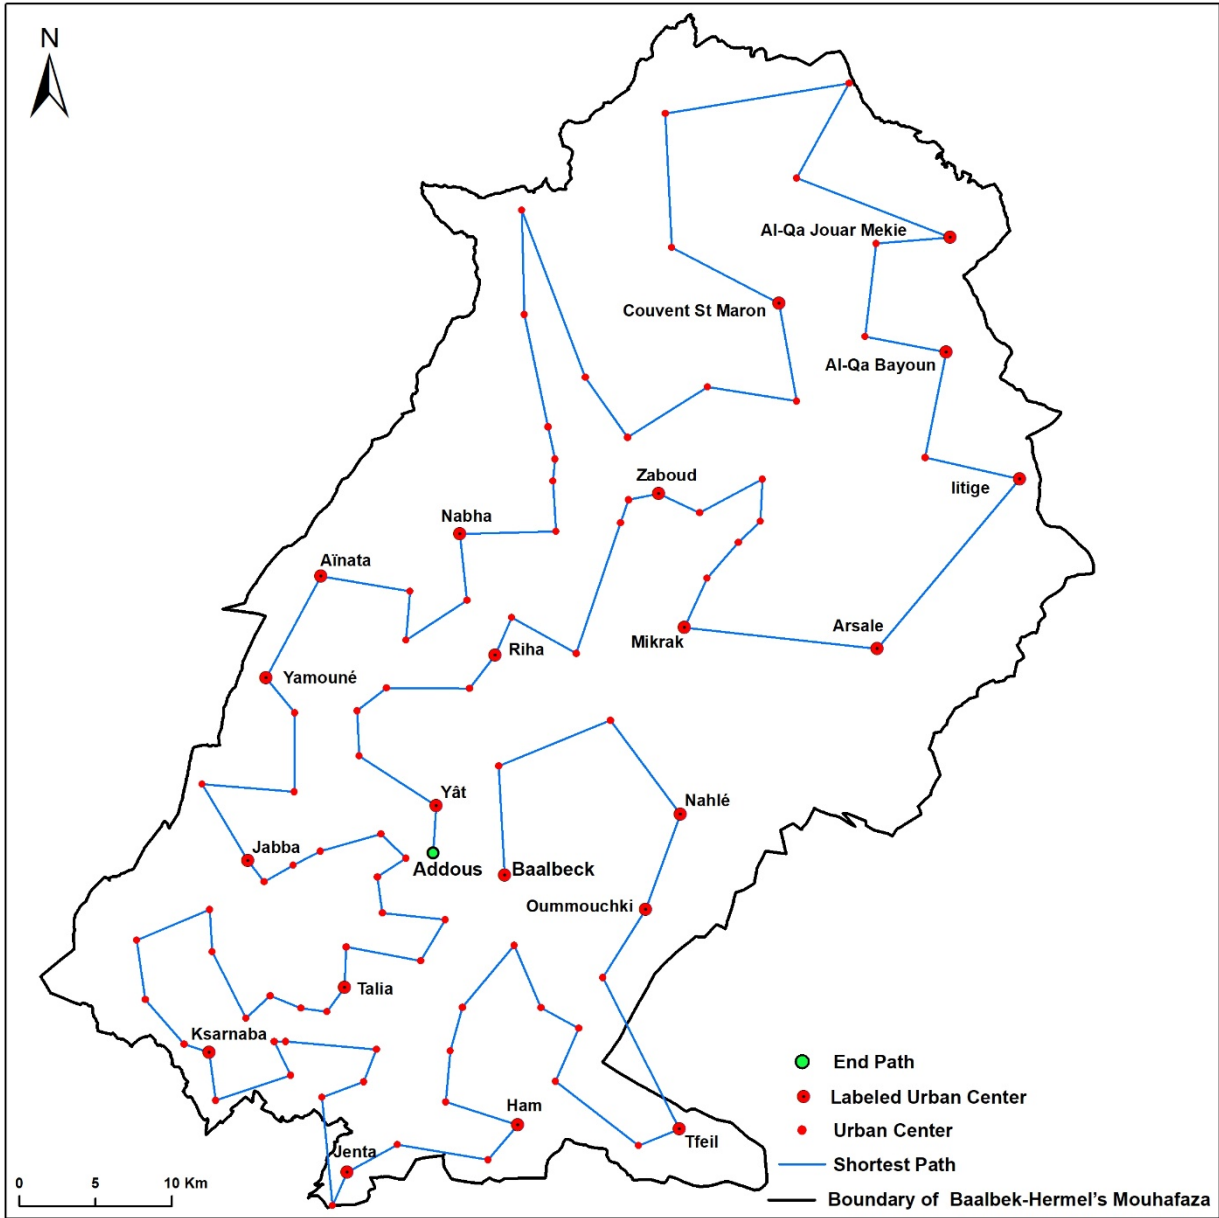 N
Al-Qa Jouar Mekie
Couvent St Maron
Al-Qa Bayoun
Zaboud
litige
Nabha
Aïnata
Riha
Mikrak
Arsale
Yamouné
Yât
Nahlé
Jabba
Addous
Baalbeck
Oummouchki
Talia
Ksarnaba
Ham
Tfeil
Jenta
End Path
Labeled Urban Center
Urban Center
Shortest Path
Boundary of Baalbek-Hermel's Mouhafaza
0 5 10 Km